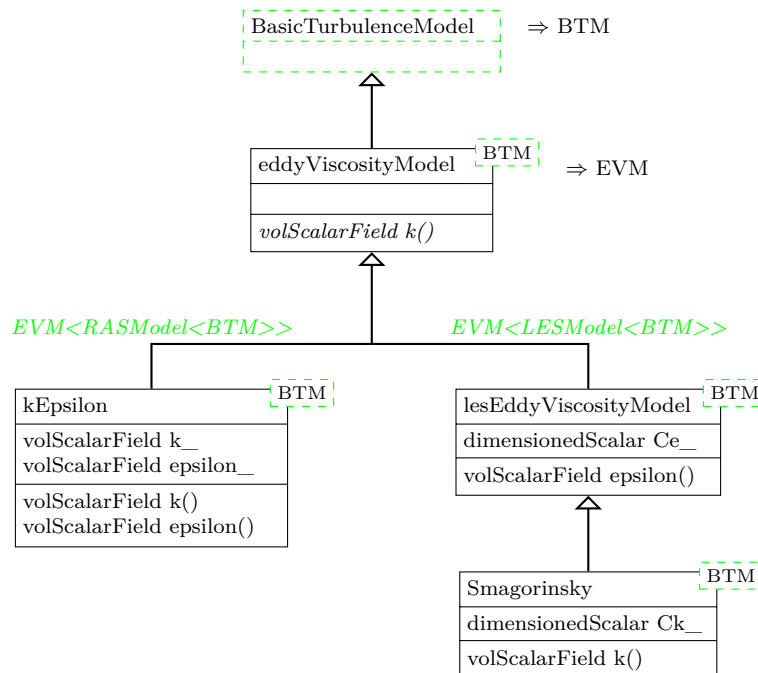 BasicTurbulenceModel ⇒ BTM
BTM
eddyViscosityModel
⇒ EVM
volScalarField k()
EVM<RASModel<BTM>>
EVM<LESModel<BTM>>
BTM
kEpsilon
volScalarField k_
volScalarField epsilon_
volScalarField k()
volScalarField epsilon()
BTM
lesEddyViscosityModel
dimensionedScalar Ce_
volScalarField epsilon()
BTM
Smagorinsky
dimensionedScalar Ck_
volScalarField k()